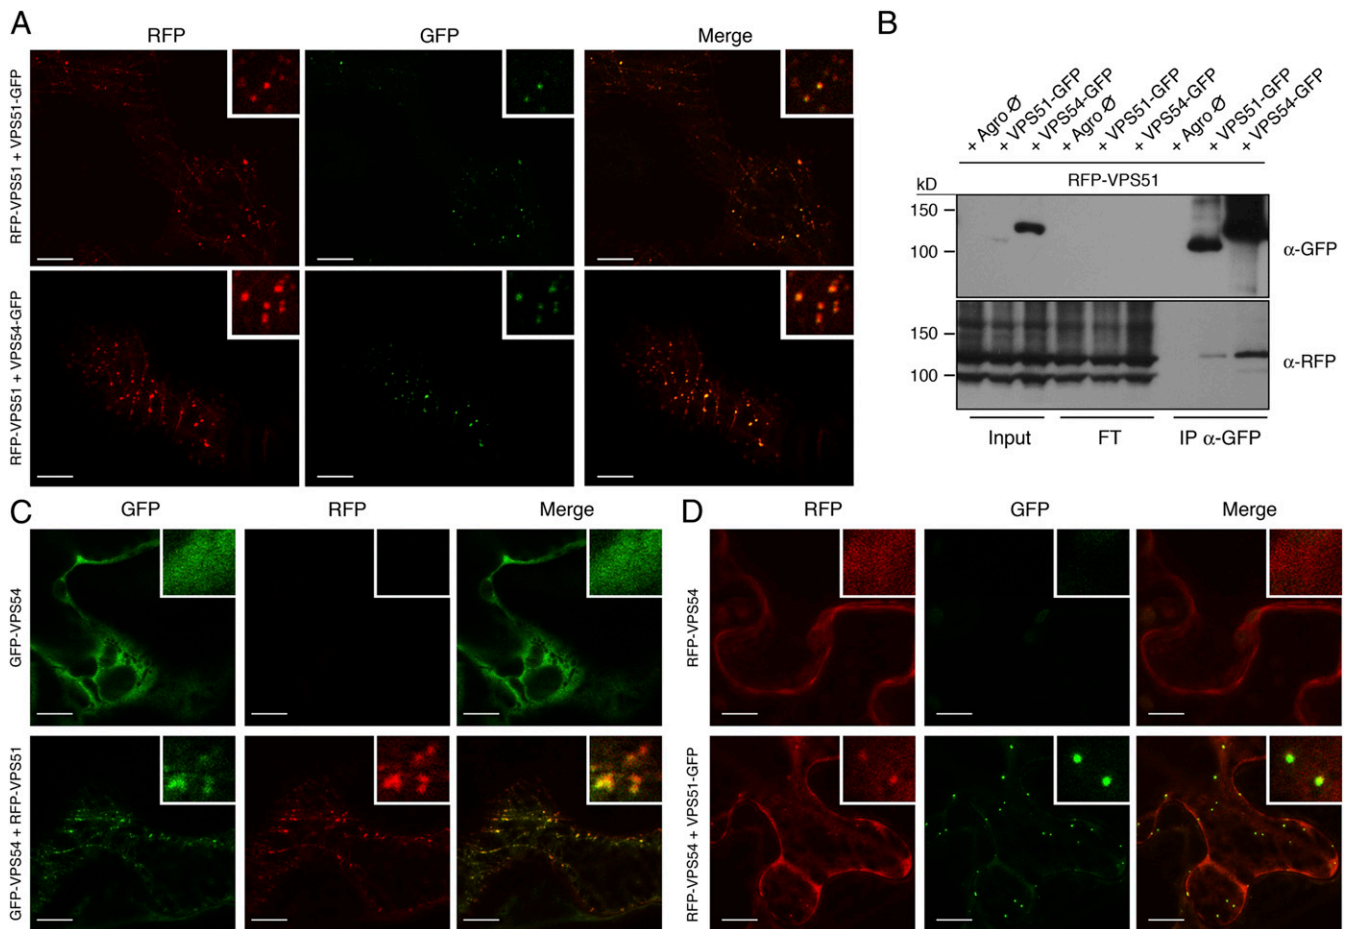 A
RFP
GFP
Merge
RFP-VPS51 + VPS51-GFP
RFP-VPS51 + VPS54-GFP
B
+ Agro Ø
+ VPS51-GFP
+ VPS54-GFP
+ Agro Ø
+ VPS51-GFP
+ VPS54-GFP
+ Agro Ø
+ VPS51-GFP
+ VPS54-GFP
kD
RFP-VPS51
150
100
α-GFP
150
100
α-RFP
Input
FT
IP α-GFP
C
GFP
RFP
Merge
GFP-VPS54
GFP-VPS54 + RFP-VPS51
D
RFP
GFP
Merge
RFP-VPS54
RFP-VPS54 + VPS51-GFP